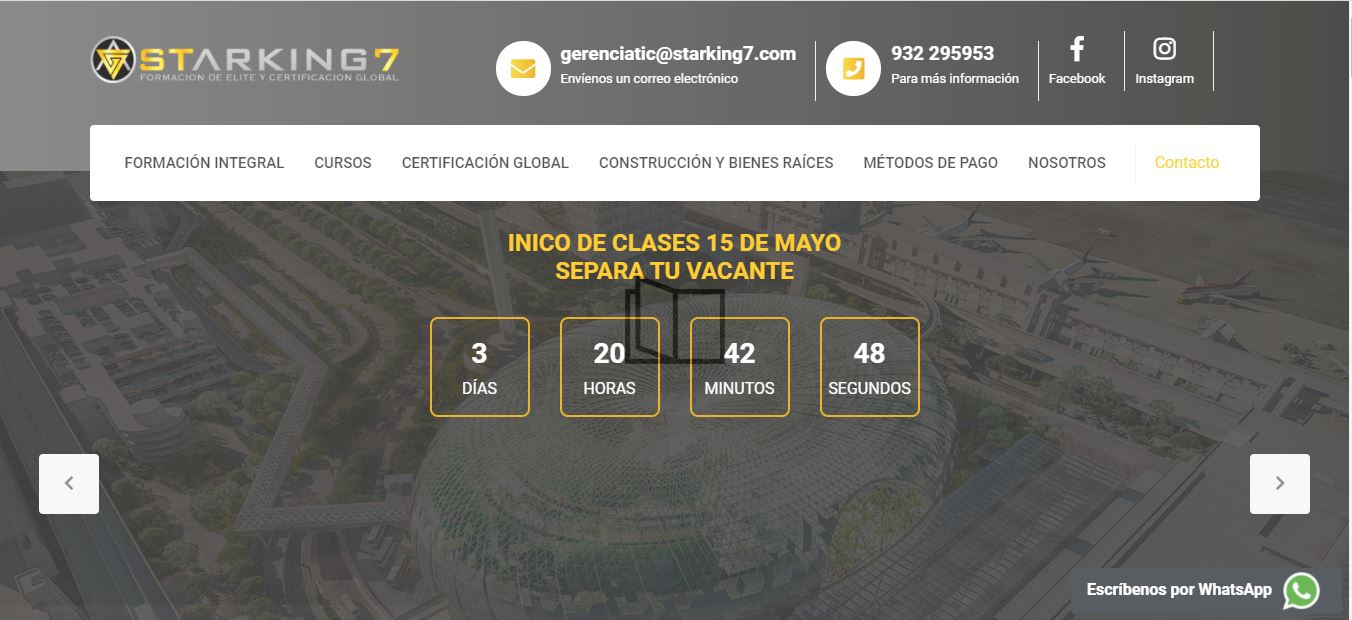 STARKING 7
FORMACION DE ELITE Y CERTIFICACION GLOBAL
gerenciatic@starking7.com
Envíenos un correo electrónico
932 295953
Para más información
Facebook
Instagram
FORMACIÓN INTEGRAL
CURSOS
CERTIFICACIÓN GLOBAL
CONSTRUCCIÓN Y BIENES RAÍCES
MÉTODOS DE PAGO
NOSOTROS
Contacto
INICO DE CLASES 15 DE MAYO
SEPARA TU VACANTE
3
DÍAS
20
HORAS
42
MINUTOS
48
SEGUNDOS
Escríbenos por WhatsApp